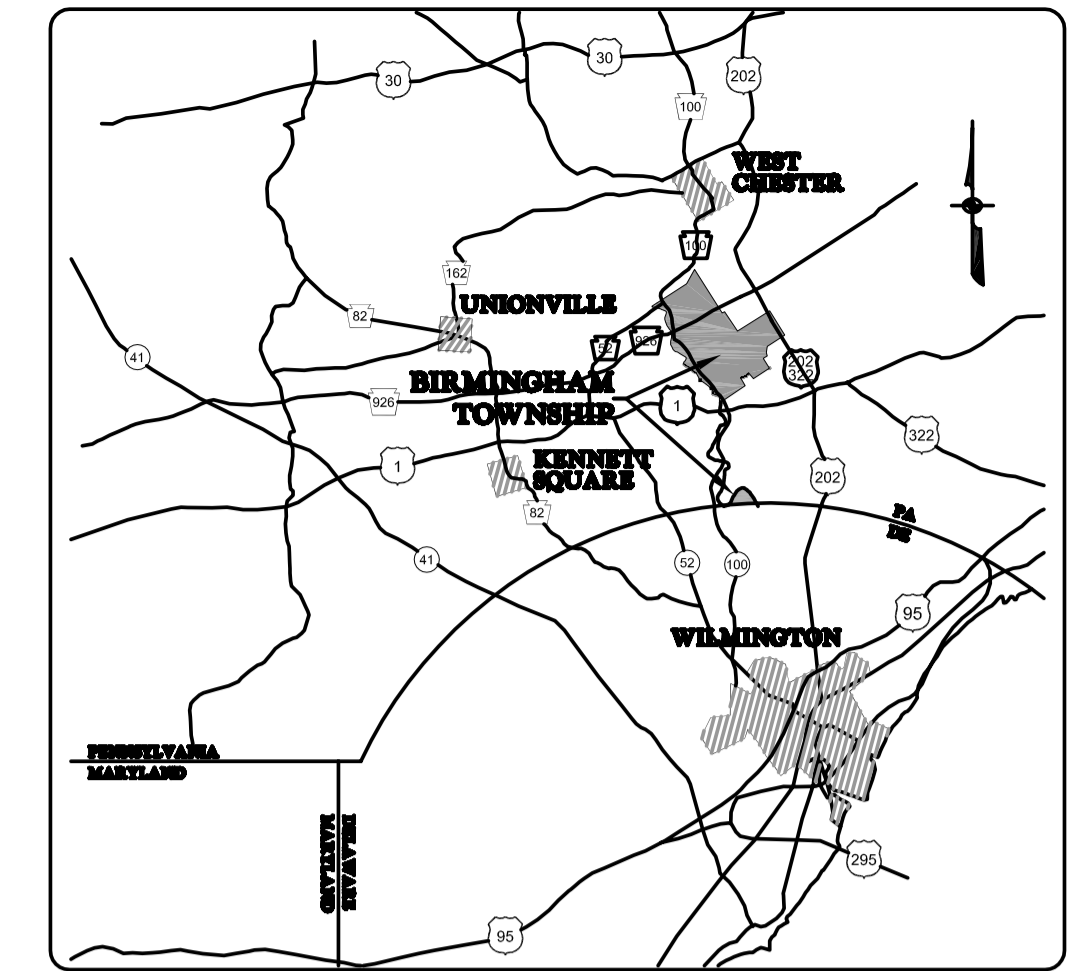 30
30
202
100
WEST
CHESTER
100
162
UNIONVILLE
82
52
926
41
202
322
BIRMINGHAM
TOWNSHIP
926
1
322
1
KENNETT
SQUARE
202
82
PA
DE
41
52
100
95
WILMINGTON
PENNSYLVANIA
MARYLAND
DELAWARE
MARYLAND
295
95